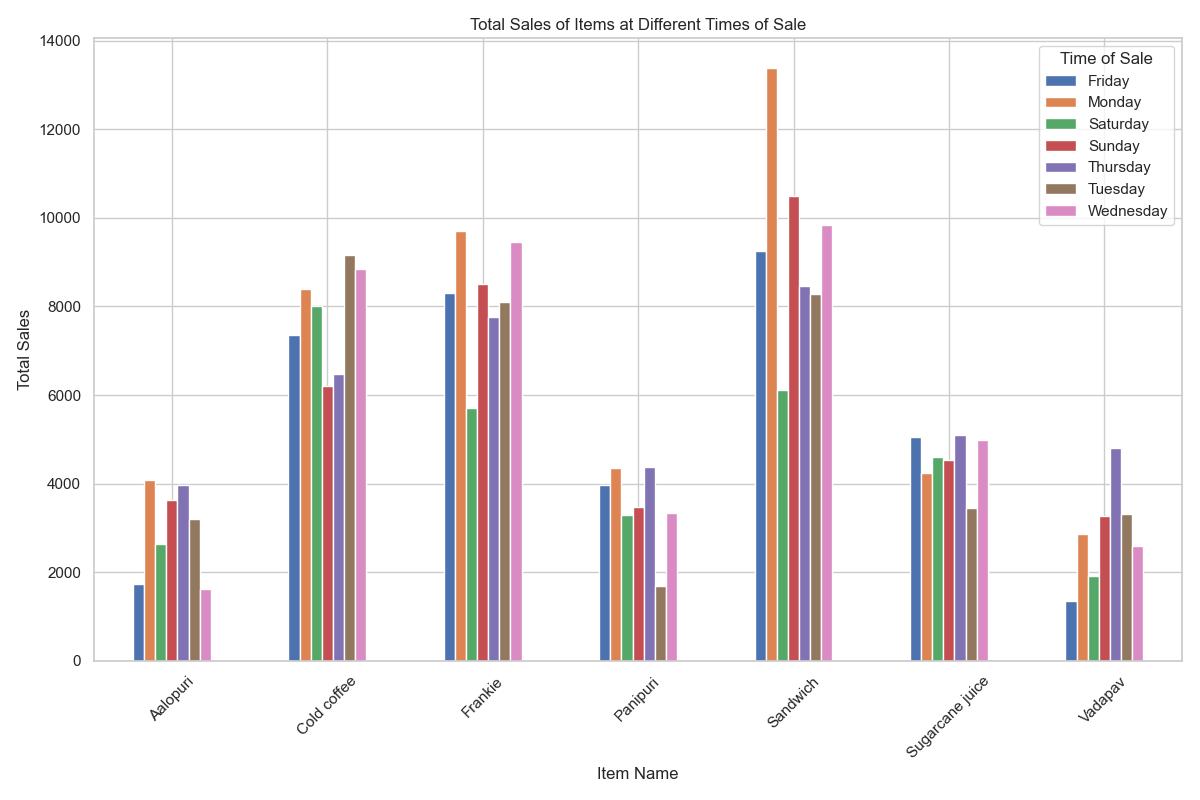 Total Sales of Items at Different Times of Sale
Total Sales
14000
12000
10000
8000
6000
4000
2000
0
Time of Sale
Friday
Monday
Saturday
Sunday
Thursday
Tuesday
Wednesday
Aalopuri
Cold coffee
Frankie
Panipuri
Sandwich
Sugarcane juice
Vadapav
Item Name